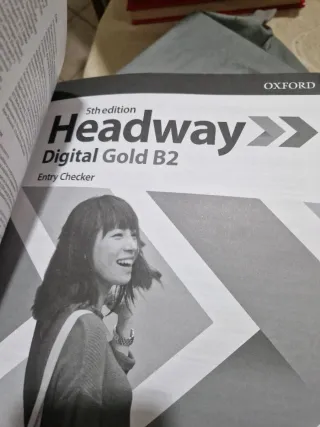 OXFORD
5th edition
Headway
Digital Gold B2
Entry Checker